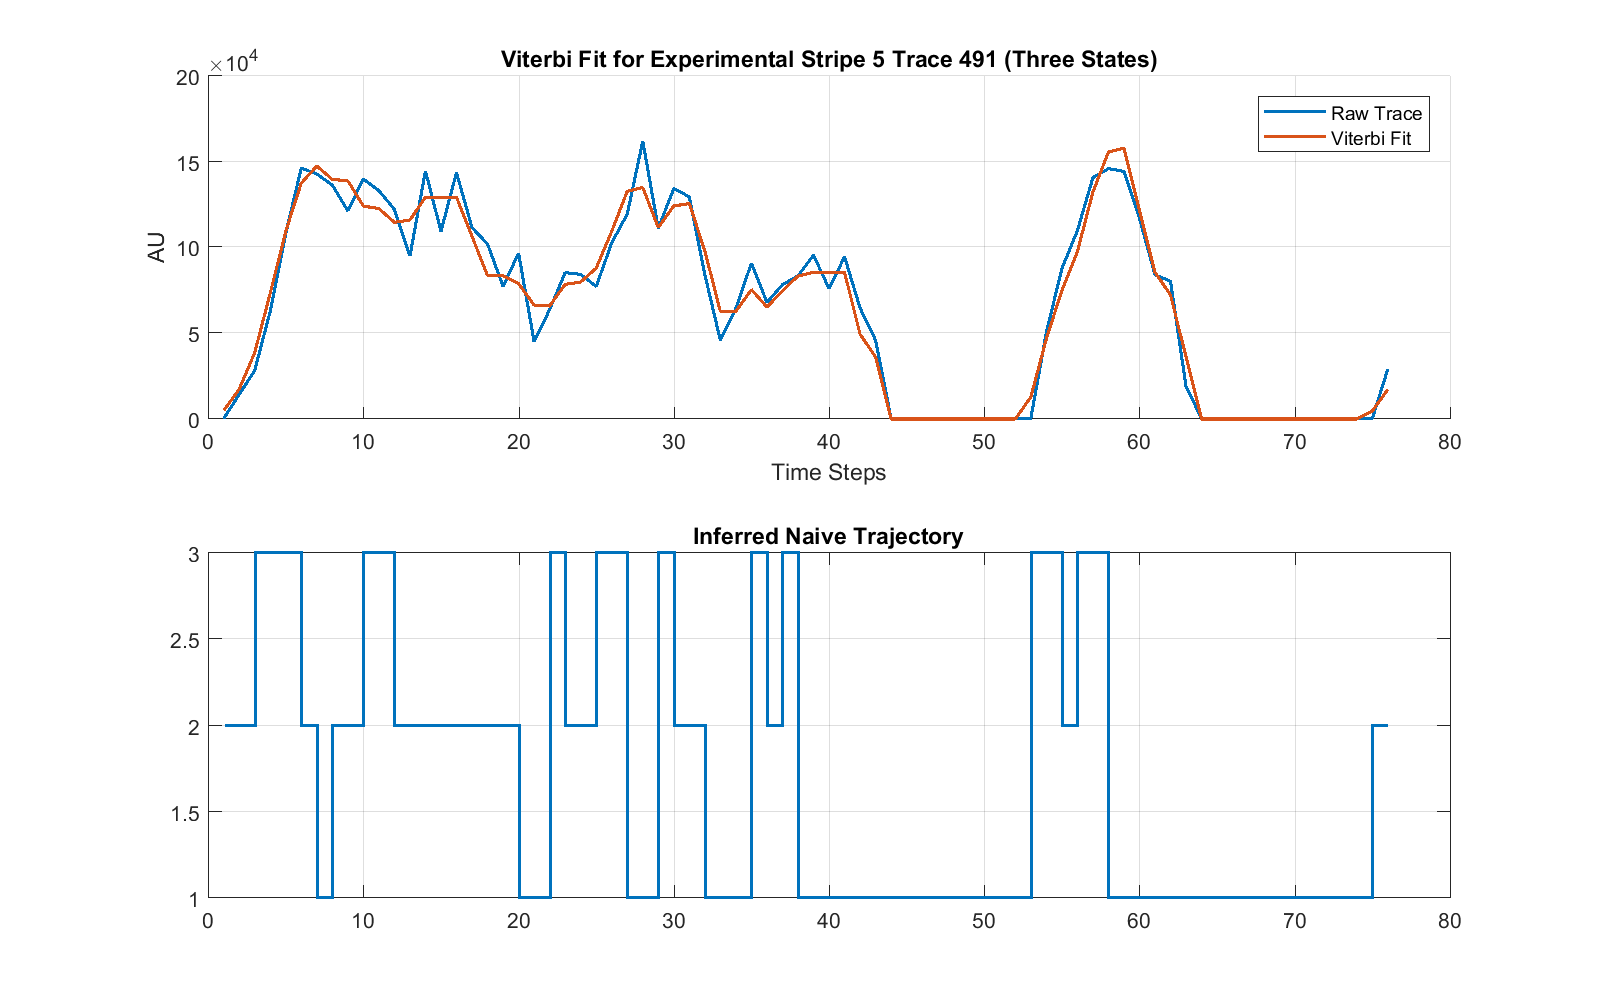 Viterbi Fit for Experimental Stripe 5 Trace 491 (Three States)
×10⁴
20
15
10
5
0
AU
Raw Trace
Viterbi Fit
0 10 20 30 40 50 60 70 80
Time Steps
Inferred Naive Trajectory
3
2.5
2
1.5
1
0 10 20 30 40 50 60 70 80